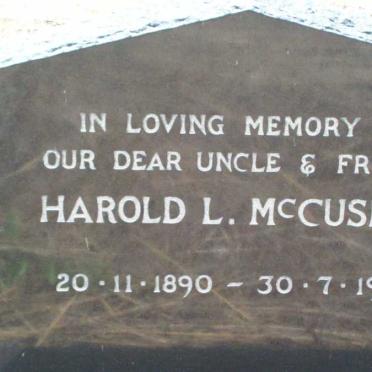 IN LOVING MEMORY
OUR DEAR UNCLE & FR
HAROLD L. McCUS
20·11·1890 – 30·7·19